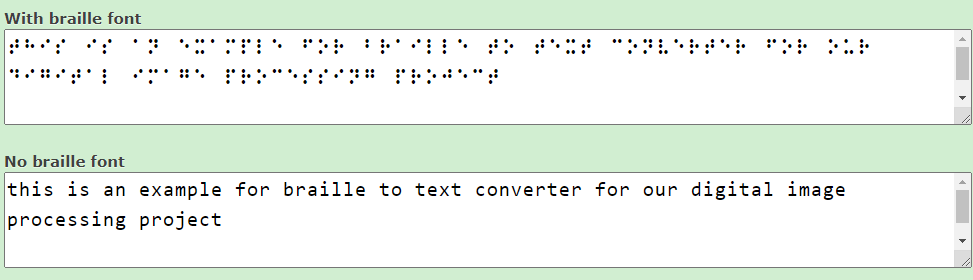 With braille font
⠞⠓⠊⠎ ⠊⠎ ⠁⠝ ⠑⠭⠁⠍⠏⠇⠑ ⠋⠕⠗ ⠃⠗⠁⠊⠇⠇⠑ ⠞⠕ ⠞⠑⠭⠞ ⠉⠕⠝⠧⠑⠗⠞⠑⠗ ⠋⠕⠗ ⠕⠥⠗
⠙⠊⠛⠊⠞⠁⠇ ⠊⠍⠁⠛⠑ ⠏⠗⠕⠉⠑⠎⠎⠊⠝⠛ ⠏⠗⠕⠚⠑⠉⠞
No braille font
this is an example for braille to text converter for our digital image
processing project